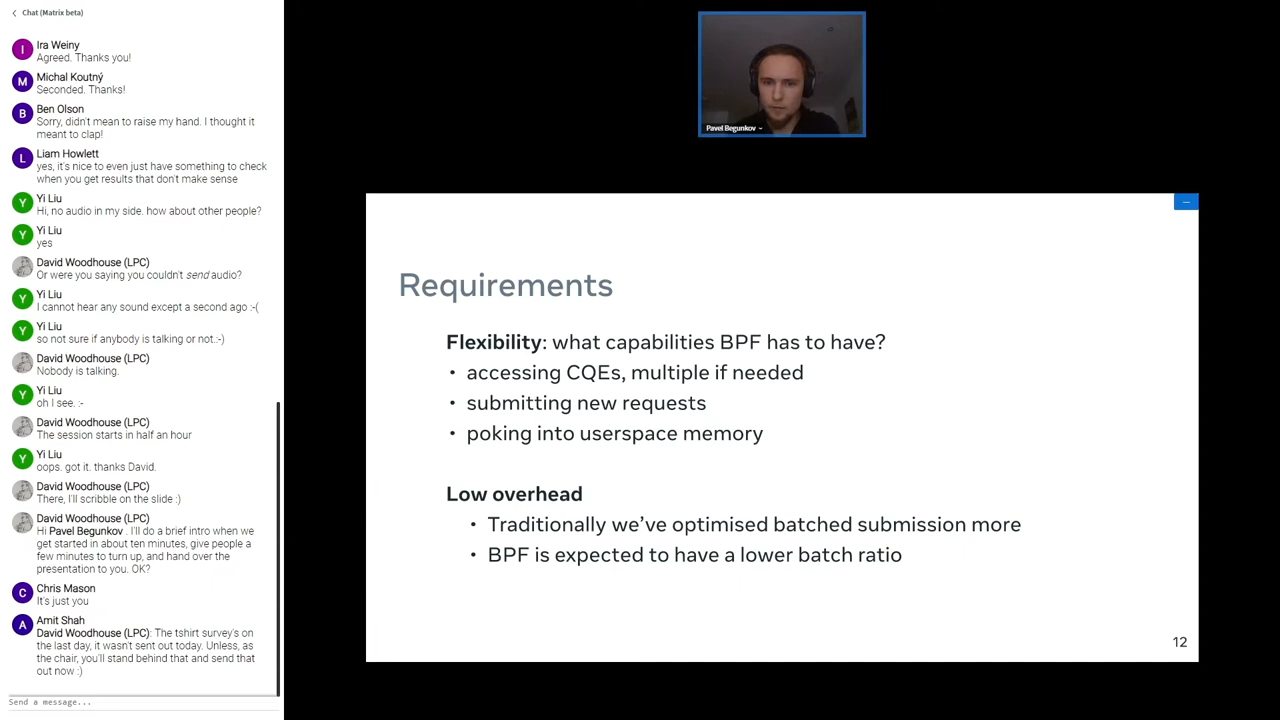 Chat (Matrix beta)
I
Ira Weiny
Agreed. Thank you!
M
Michal Koutný
Seconded. Thanks!
B
Ben Olson
Sorry, didn't mean to raise my hand. I thought it
meant to clap!
L
Liam Howlett
yes, it's nice to even just have something to check
when you get results that don't make sense
Y
Yi Liu
Hi, no audio in my side. how about other people?
Y
Yi Liu
yes
David Woodhouse (LPC)
Or were you saying you couldn't send audio?
Y
Yi Liu
I cannot hear any sound except a second ago :-(
Y
Yi Liu
so not sure if anybody is talking or not.:-)
David Woodhouse (LPC)
Nobody is talking.
Y
Yi Liu
oh I see. :-
David Woodhouse (LPC)
The session starts in half an hour
Y
Yi Liu
oops. got it. thanks David.
David Woodhouse (LPC)
There, I'll scribble on the slide :)
David Woodhouse (LPC)
Hi Pavel Begunkov . I'll do a brief intro when we
get started in about ten minutes, give people a
few minutes to turn up, and hand over the
presentation to you. OK?
C
Chris Mason
It's just you
A
Amit Shah
David Woodhouse (LPC): The tshirt survey's on
the last day, it wasn't sent out today. Unless, as
the chair, you'll stand behind that and send that
out now :)
Send a message...
Pavel Begunkov
Requirements
Flexibility: what capabilities BPF has to have?
• accessing CQEs, multiple if needed
• submitting new requests
• poking into userspace memory
Low overhead
• Traditionally we've optimised batched submission more
• BPF is expected to have a lower batch ratio
12